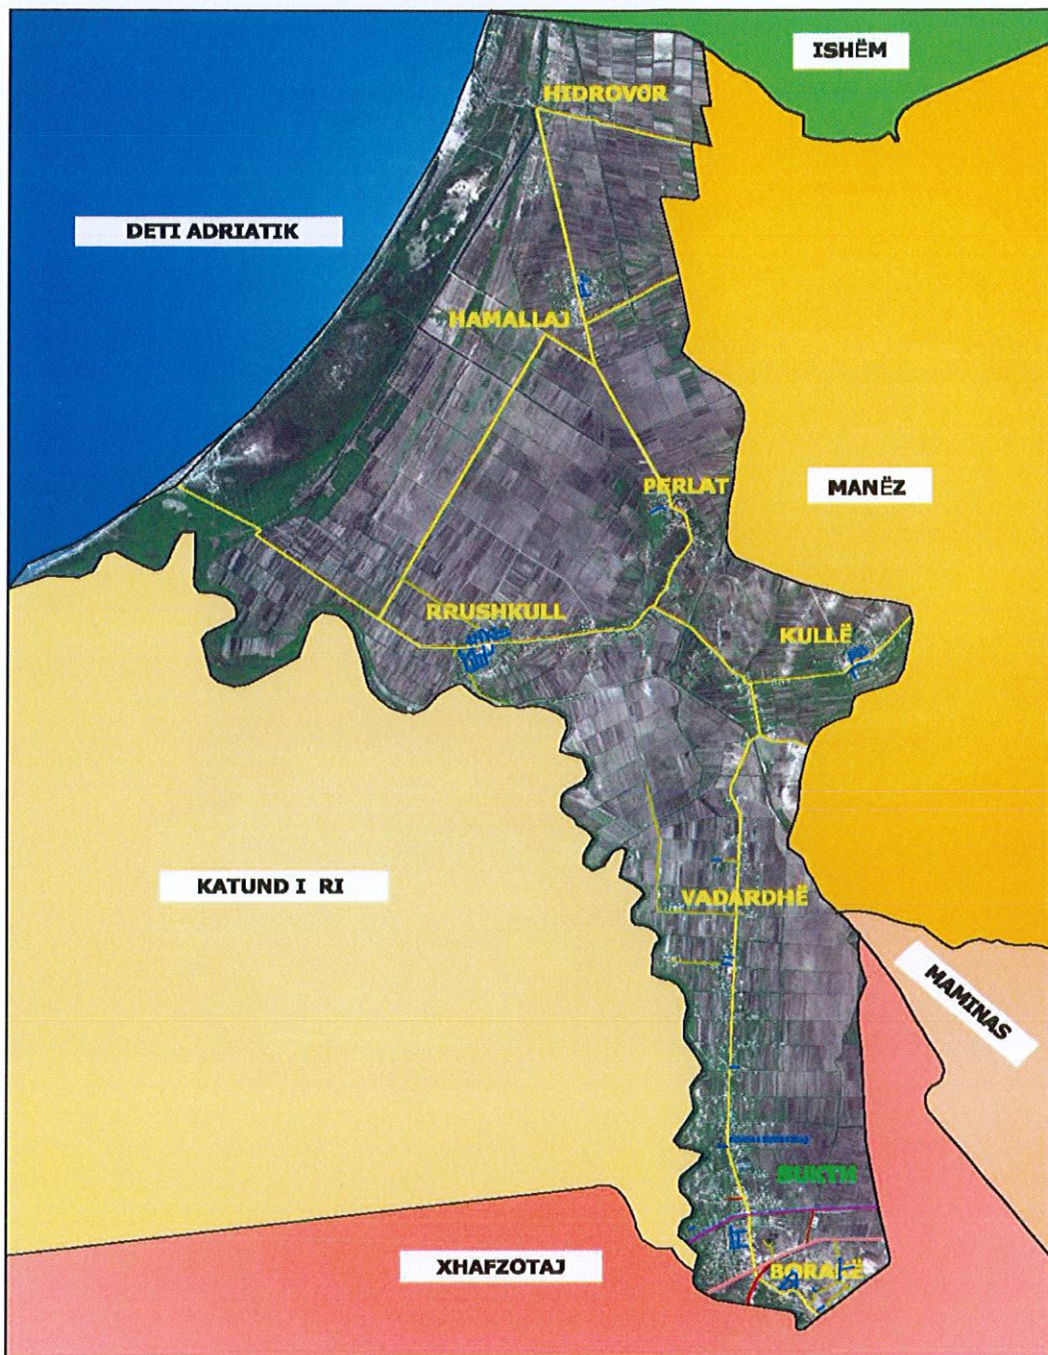 ISHËM
HIDROVOR
DETI ADRIATIK
HAMALLAJ
PERLAT
MANËZ
RRUSHKULL
KULLË
KATUND I RI
VADARDHË
MAMINAS
SUKTH
XHAFZOTAJ